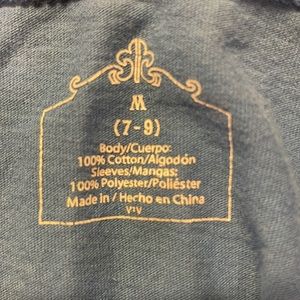 M
(7-9)
Body/Cuerpo:
100% Cotton/Algodón
Sleeves/Mangas:
100% Polyester/Poliéster
Made in / Hecho en China